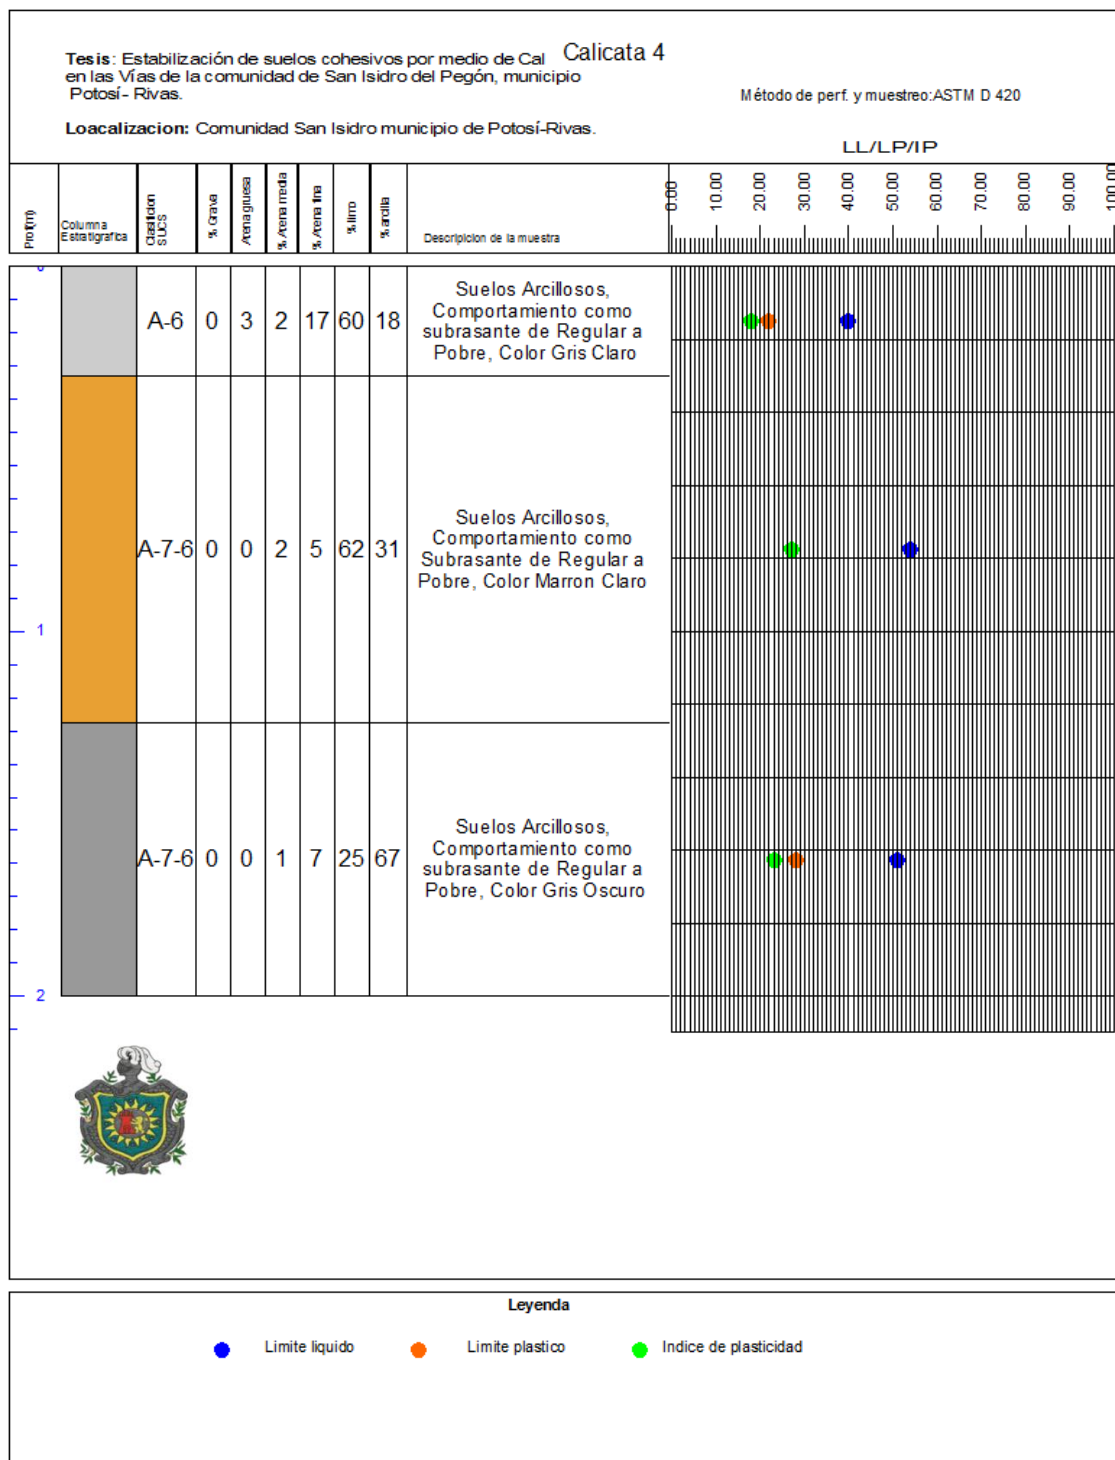 Tesis: Estabilización de suelos cohesivos por medio de Cal
en las Vías de la comunidad de San Isidro del Pegón, municipio
Potosí- Rivas.
Calicata 4
Método de perf. y muestreo:ASTM D 420
Loacalizacion: Comunidad San Isidro municipio de Potosí-Rivas.
LL/LP/IP
Prof(m)
Columna
Estratigrafica
SUCS
% Grava
Arena gruesa
% Arena media
% Arena fina
% limo
% arcilla
Descripicion de la muestra
0.00 10.00 20.00 30.00 40.00 50.00 60.00 70.00 80.00 90.00 100.00
0
A-6 0 3 2 17 60 18
Suelos Arcillosos,
Comportamiento como
subrasante de Regular a
Pobre, Color Gris Claro
A-7-6 0 0 2 5 62 31
Suelos Arcillosos,
Comportamiento como
Subrasante de Regular a
Pobre, Color Marron Claro
1
A-7-6 0 0 1 7 25 67
Suelos Arcillosos,
Comportamiento como
subrasante de Regular a
Pobre, Color Gris Oscuro
2
Leyenda
Limite liquido
Limite plastico
Indice de plasticidad